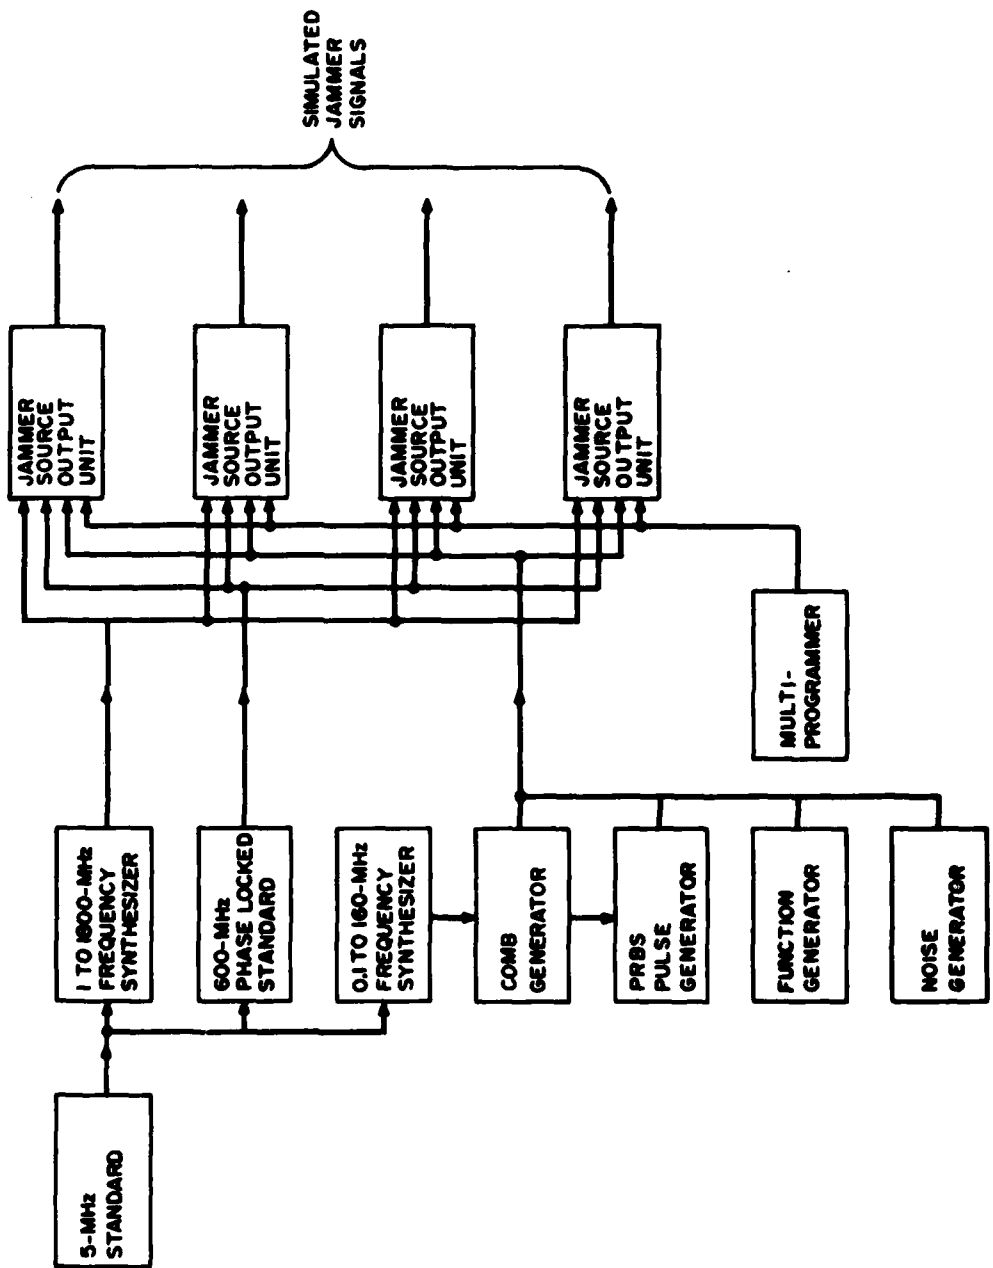 5-MHz
STANDARD
1 TO 1800-MHz
FREQUENCY
SYNTHESIZER
600-MHz
PHASE LOCKED
STANDARD
0.1 TO 160-MHz
FREQUENCY
SYNTHESIZER
COMB
GENERATOR
PRBS
PULSE
GENERATOR
FUNCTION
GENERATOR
NOISE
GENERATOR
MULTI-
PROGRAMMER
JAMMER
SOURCE
OUTPUT
UNIT
JAMMER
SOURCE
OUTPUT
UNIT
JAMMER
SOURCE
OUTPUT
UNIT
JAMMER
SOURCE
OUTPUT
UNIT
SIMULATED
JAMMER
SIGNALS